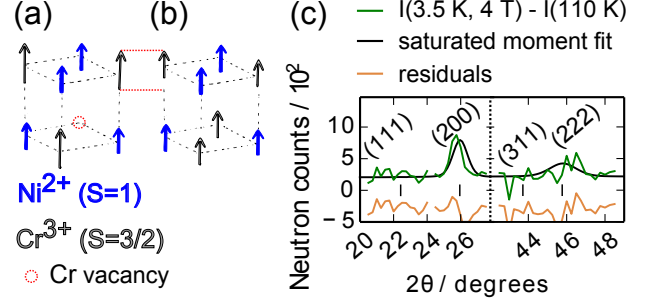 (a)
(b)
Ni2+ (S=1)
Cr3+ (S=3/2)
Cr vacancy
(c)
I(3.5 K, 4 T) - I(110 K)
saturated moment fit
residuals
Neutron counts / 10²
10
5
0
−5
(111)
(200)
(311)
(222)
20
22
24
26
44
46
48
2θ / degrees